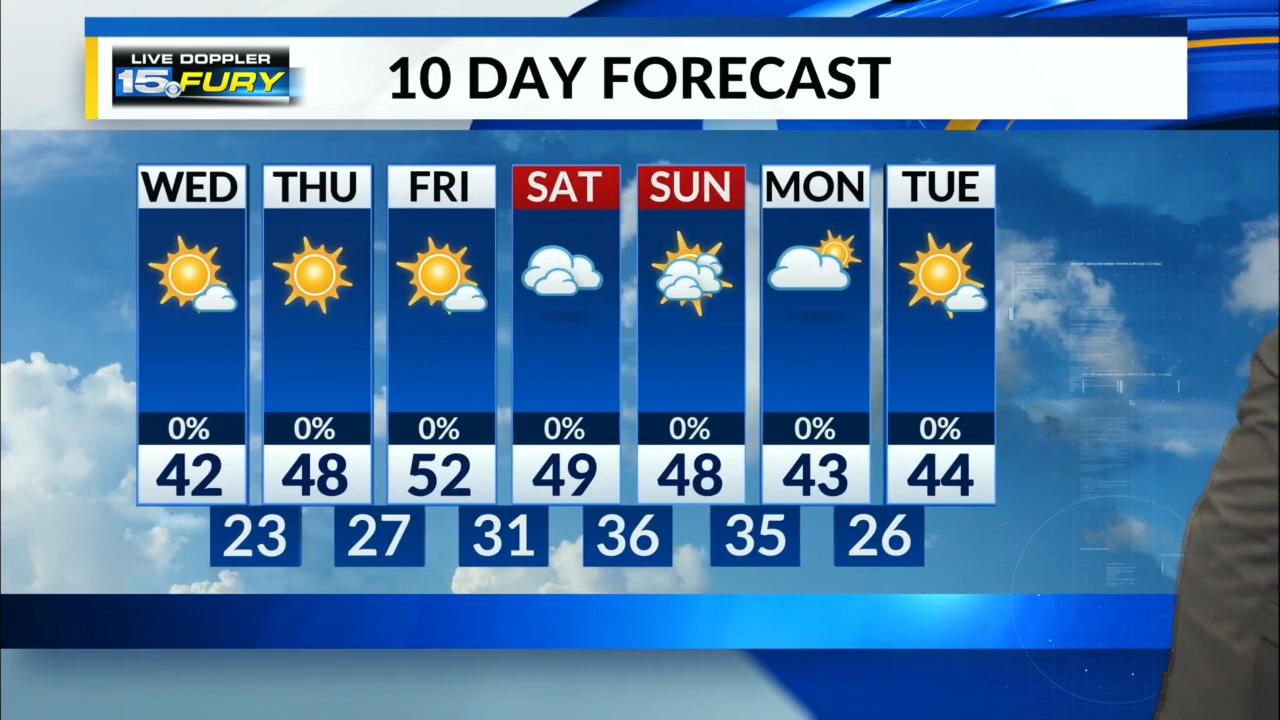 LIVE DOPPLER
15 FURY
10 DAY FORECAST
WED THU FRI SAT SUN MON TUE
0% 0% 0% 0% 0% 0% 0%
42 48 52 49 48 43 44
23 27 31 36 35 26